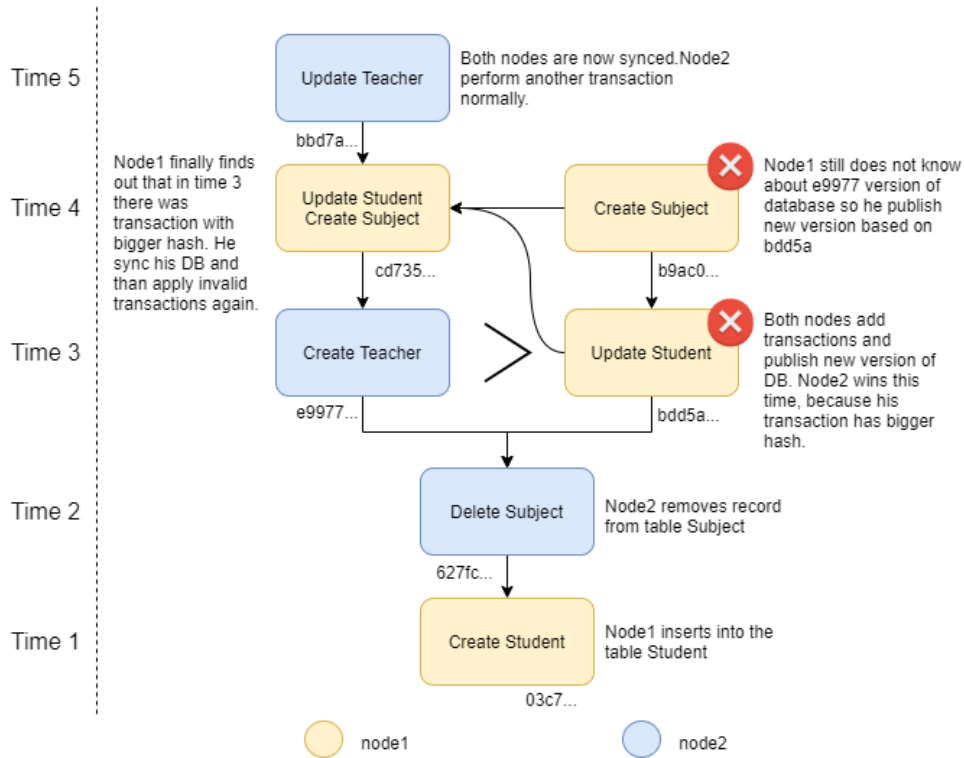 Time 5
Update Teacher
Both nodes are now synced.Node2
perform another transaction
normally.
bbd7a...
Node1 finally finds
out that in time 3
there was
transaction with
bigger hash. He
sync his DB and
than apply invalid
transactions again.
Time 4
Update Student
Create Subject
Create Subject
Node1 still does not know
about e9977 version of
database so he publish
new version based on
bdd5a
cd735...
b9ac0...
Time 3
Create Teacher
>
Update Student
Both nodes add
transactions and
publish new version of
DB. Node2 wins this
time, because his
transaction has bigger
hash.
e9977...
bdd5a...
Time 2
Delete Subject
Node2 removes record
from table Subject
627fc...
Time 1
Create Student
Node1 inserts into the
table Student
03c7...
node1
node2